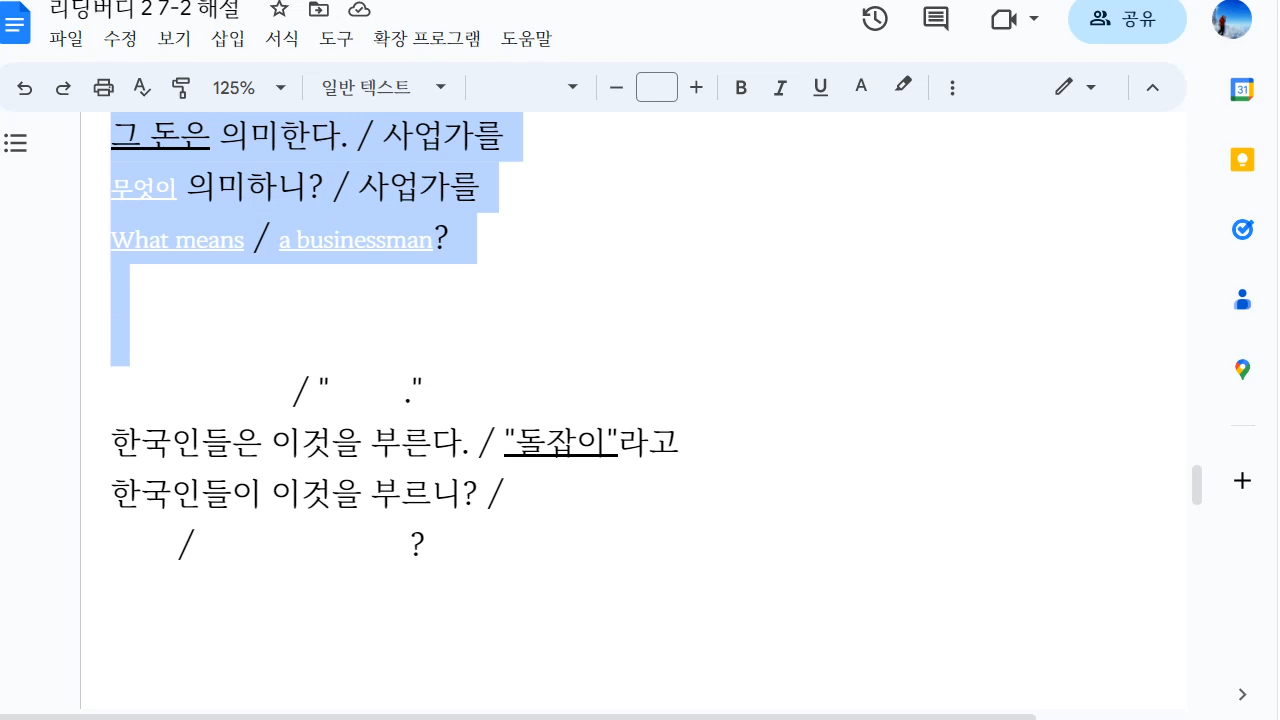 리딩버디 2 7-2 해설
파일 수정 보기 삽입 서식 도구 확장 프로그램 도움말
공유
125% 일반 텍스트 B I U A
31
그 돈은 의미한다. / 사업가를
무엇이 의미하니? / 사업가를
What means / a businessman?
/ " ."
한국인들은 이것을 부른다. / "돌잡이"라고
한국인들이 이것을 부르니? /
/ ?